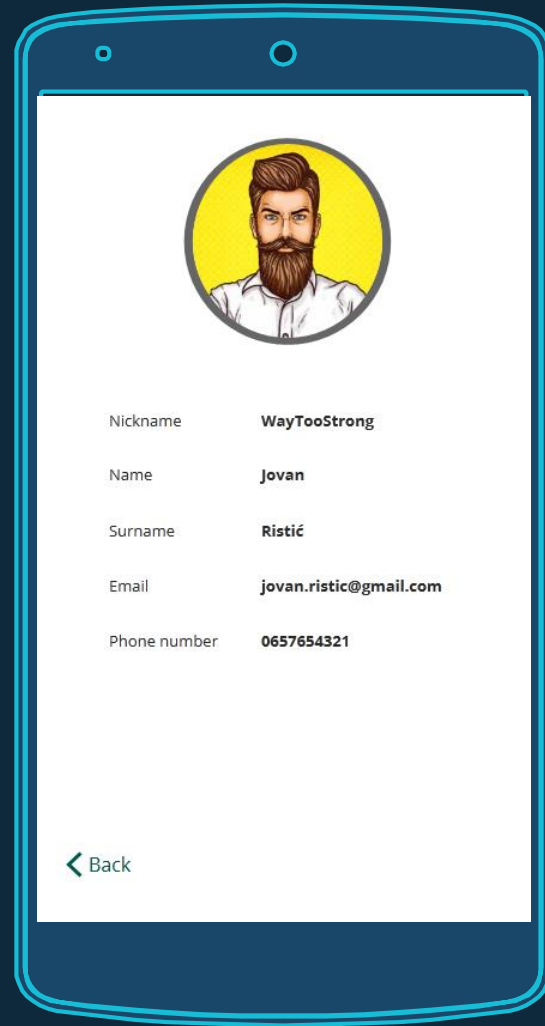 Nickname WayTooStrong
Name Jovan
Surname Ristić
Email jovan.ristic@gmail.com
Phone number 0657654321
Back